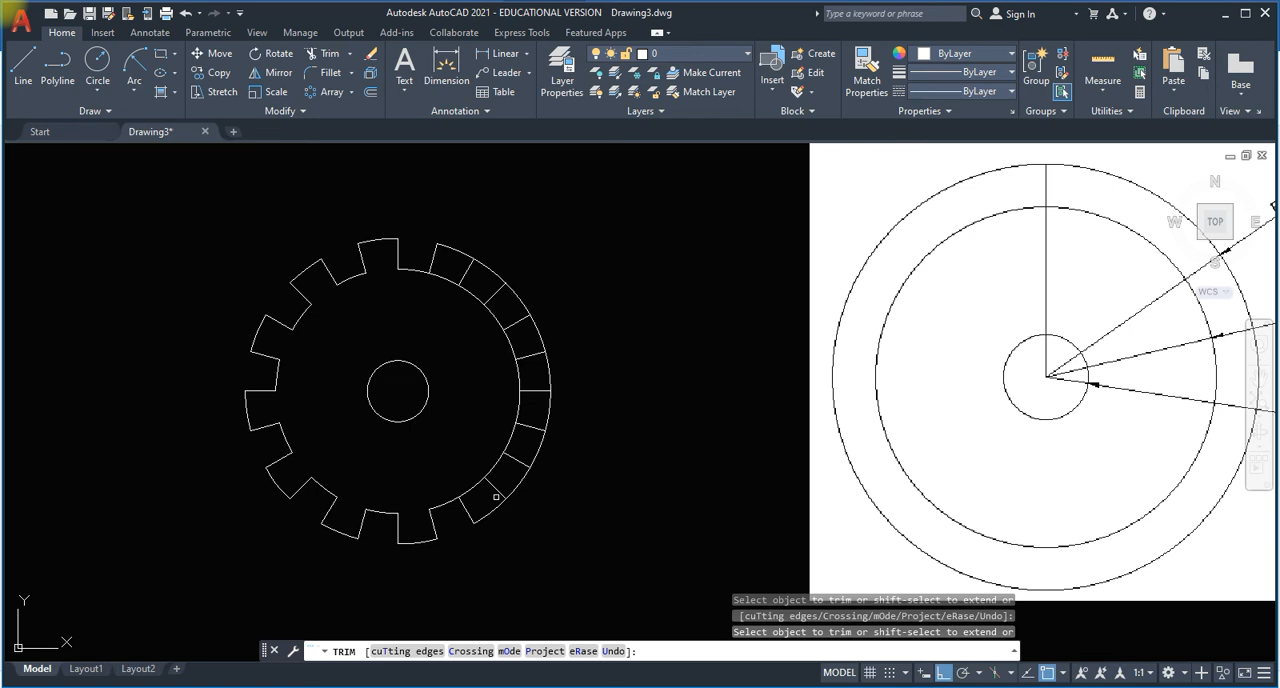 Autodesk AutoCAD 2021 - EDUCATIONAL VERSION Drawing3.dwg
Type a keyword or phrase
Sign In
Home Insert Annotate Parametric View Manage Output Add-ins Collaborate Express Tools Featured Apps
Line
Polyline
Circle
Arc
Move
Rotate
Trim
Copy
Mirror
Fillet
Stretch
Scale
Array
Text
Dimension
Linear
Leader
Table
Layer
Properties
0
Make Current
Match Layer
Insert
Create
Edit
Match
Properties
ByLayer
ByLayer
ByLayer
Group
Measure
Paste
Base
Draw
Modify
Annotation
Layers
Block
Properties
Groups
Utilities
Clipboard
View
Start
Drawing3*
N
W
TOP
E
S
WCS
Y
X
Select object to trim or shift-select to extend or
[cuTting edges/Crossing/mOde/Project/eRase/Undo]:
Select object to trim or shift-select to extend or
TRIM [cuTting edges Crossing mOde Project eRase Undo]:
Model
Layout1
Layout2
MODEL
1:1